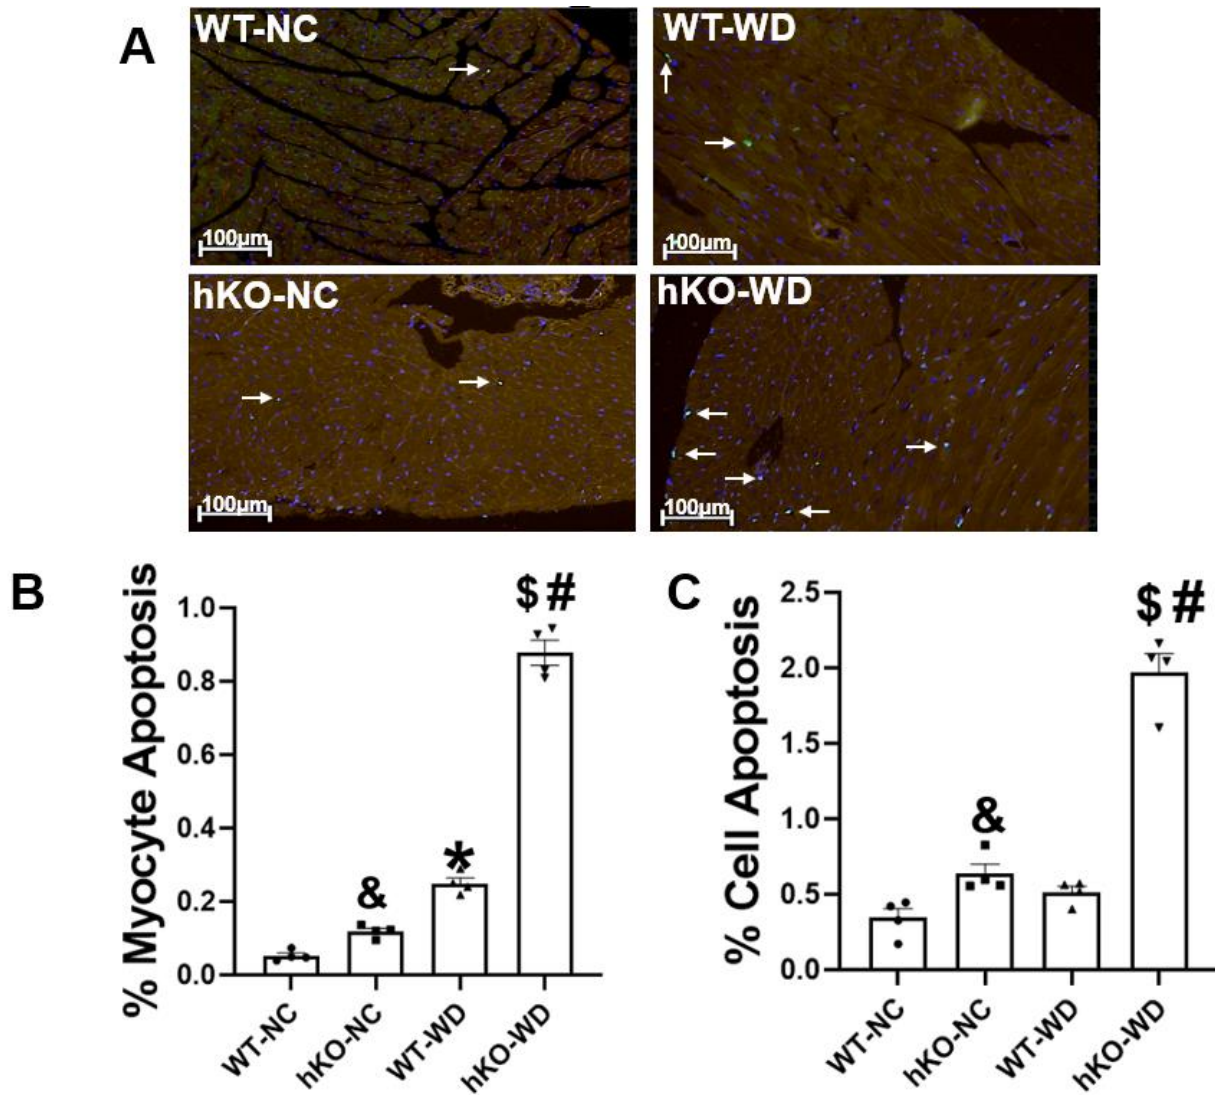 A
WT-NC
WT-WD
100µm
100µm
hKO-NC
hKO-WD
100µm
100µm
B
% Myocyte Apoptosis
1.0
0.8
0.6
0.4
0.2
0.0
&
*
$ #
WT-NC
hKO-NC
WT-WD
hKO-WD
C
% Cell Apoptosis
2.5
2.0
1.5
1.0
0.5
0.0
&
$ #
WT-NC
hKO-NC
WT-WD
hKO-WD